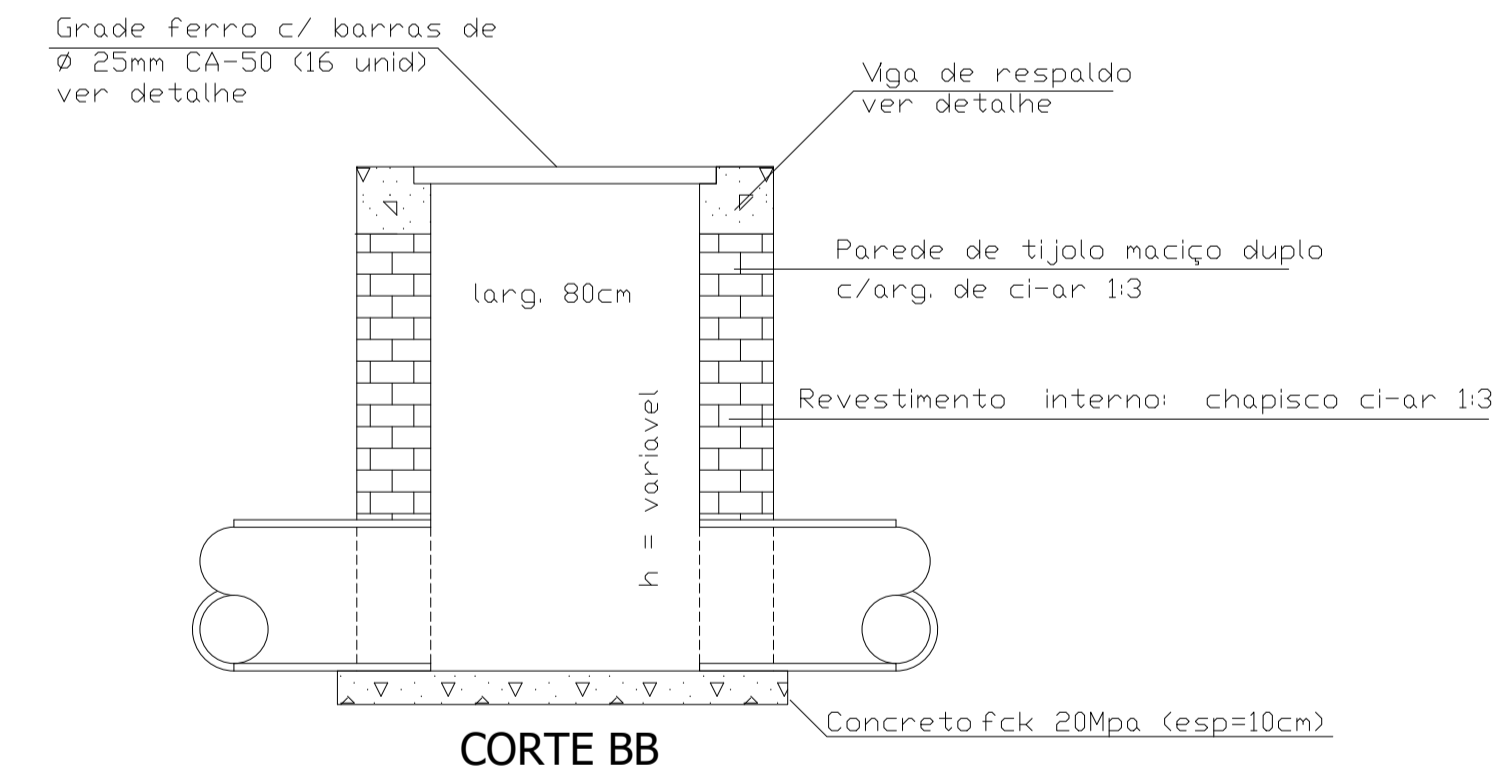 Grade ferro c/ barras de
Ø 25mm CA-50 (16 unid)
ver detalhe
Viga de respaldo
ver detalhe
Parede de tijolo maciço duplo
c/arg. de ci-ar 1:3
larg. 80cm
Revestimento interno: chapisco ci-ar 1:3
h = variavel
Concreto fck 20Mpa (esp=10cm)
CORTE BB